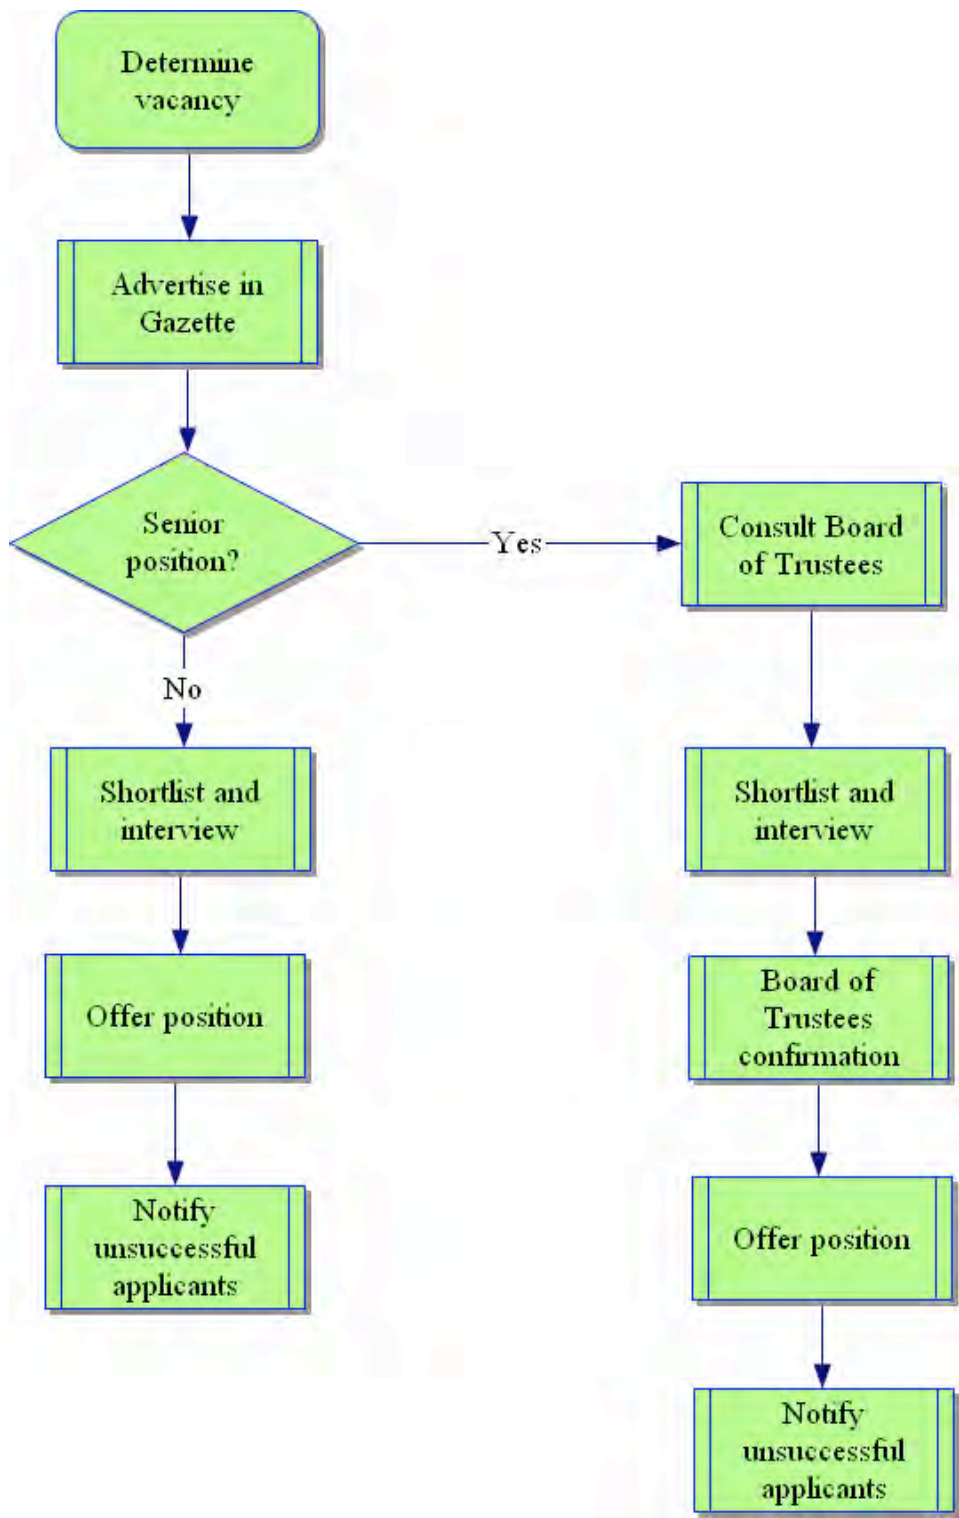 Determine
vacancy
Advertise in
Gazette
Senior
position?
Yes
Consult Board
of Trustees
No
Shortlist and
interview
Shortlist and
interview
Offer position
Board of
Trustees
confirmation
Notify
unsuccessful
applicants
Offer position
Notify
unsuccessful
applicants